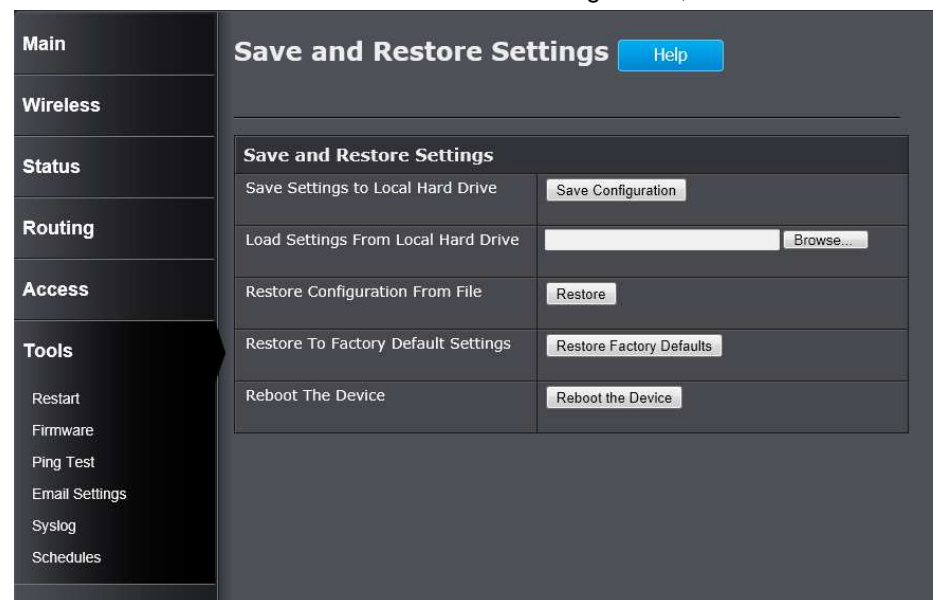 Main
Wireless
Status
Routing
Access
Tools
Restart
Firmware
Ping Test
Email Settings
Syslog
Schedules
Save and Restore Settings Help
Save and Restore Settings
Save Settings to Local Hard Drive Save Configuration
Load Settings From Local Hard Drive Browse...
Restore Configuration From File Restore
Restore To Factory Default Settings Restore Factory Defaults
Reboot The Device Reboot the Device